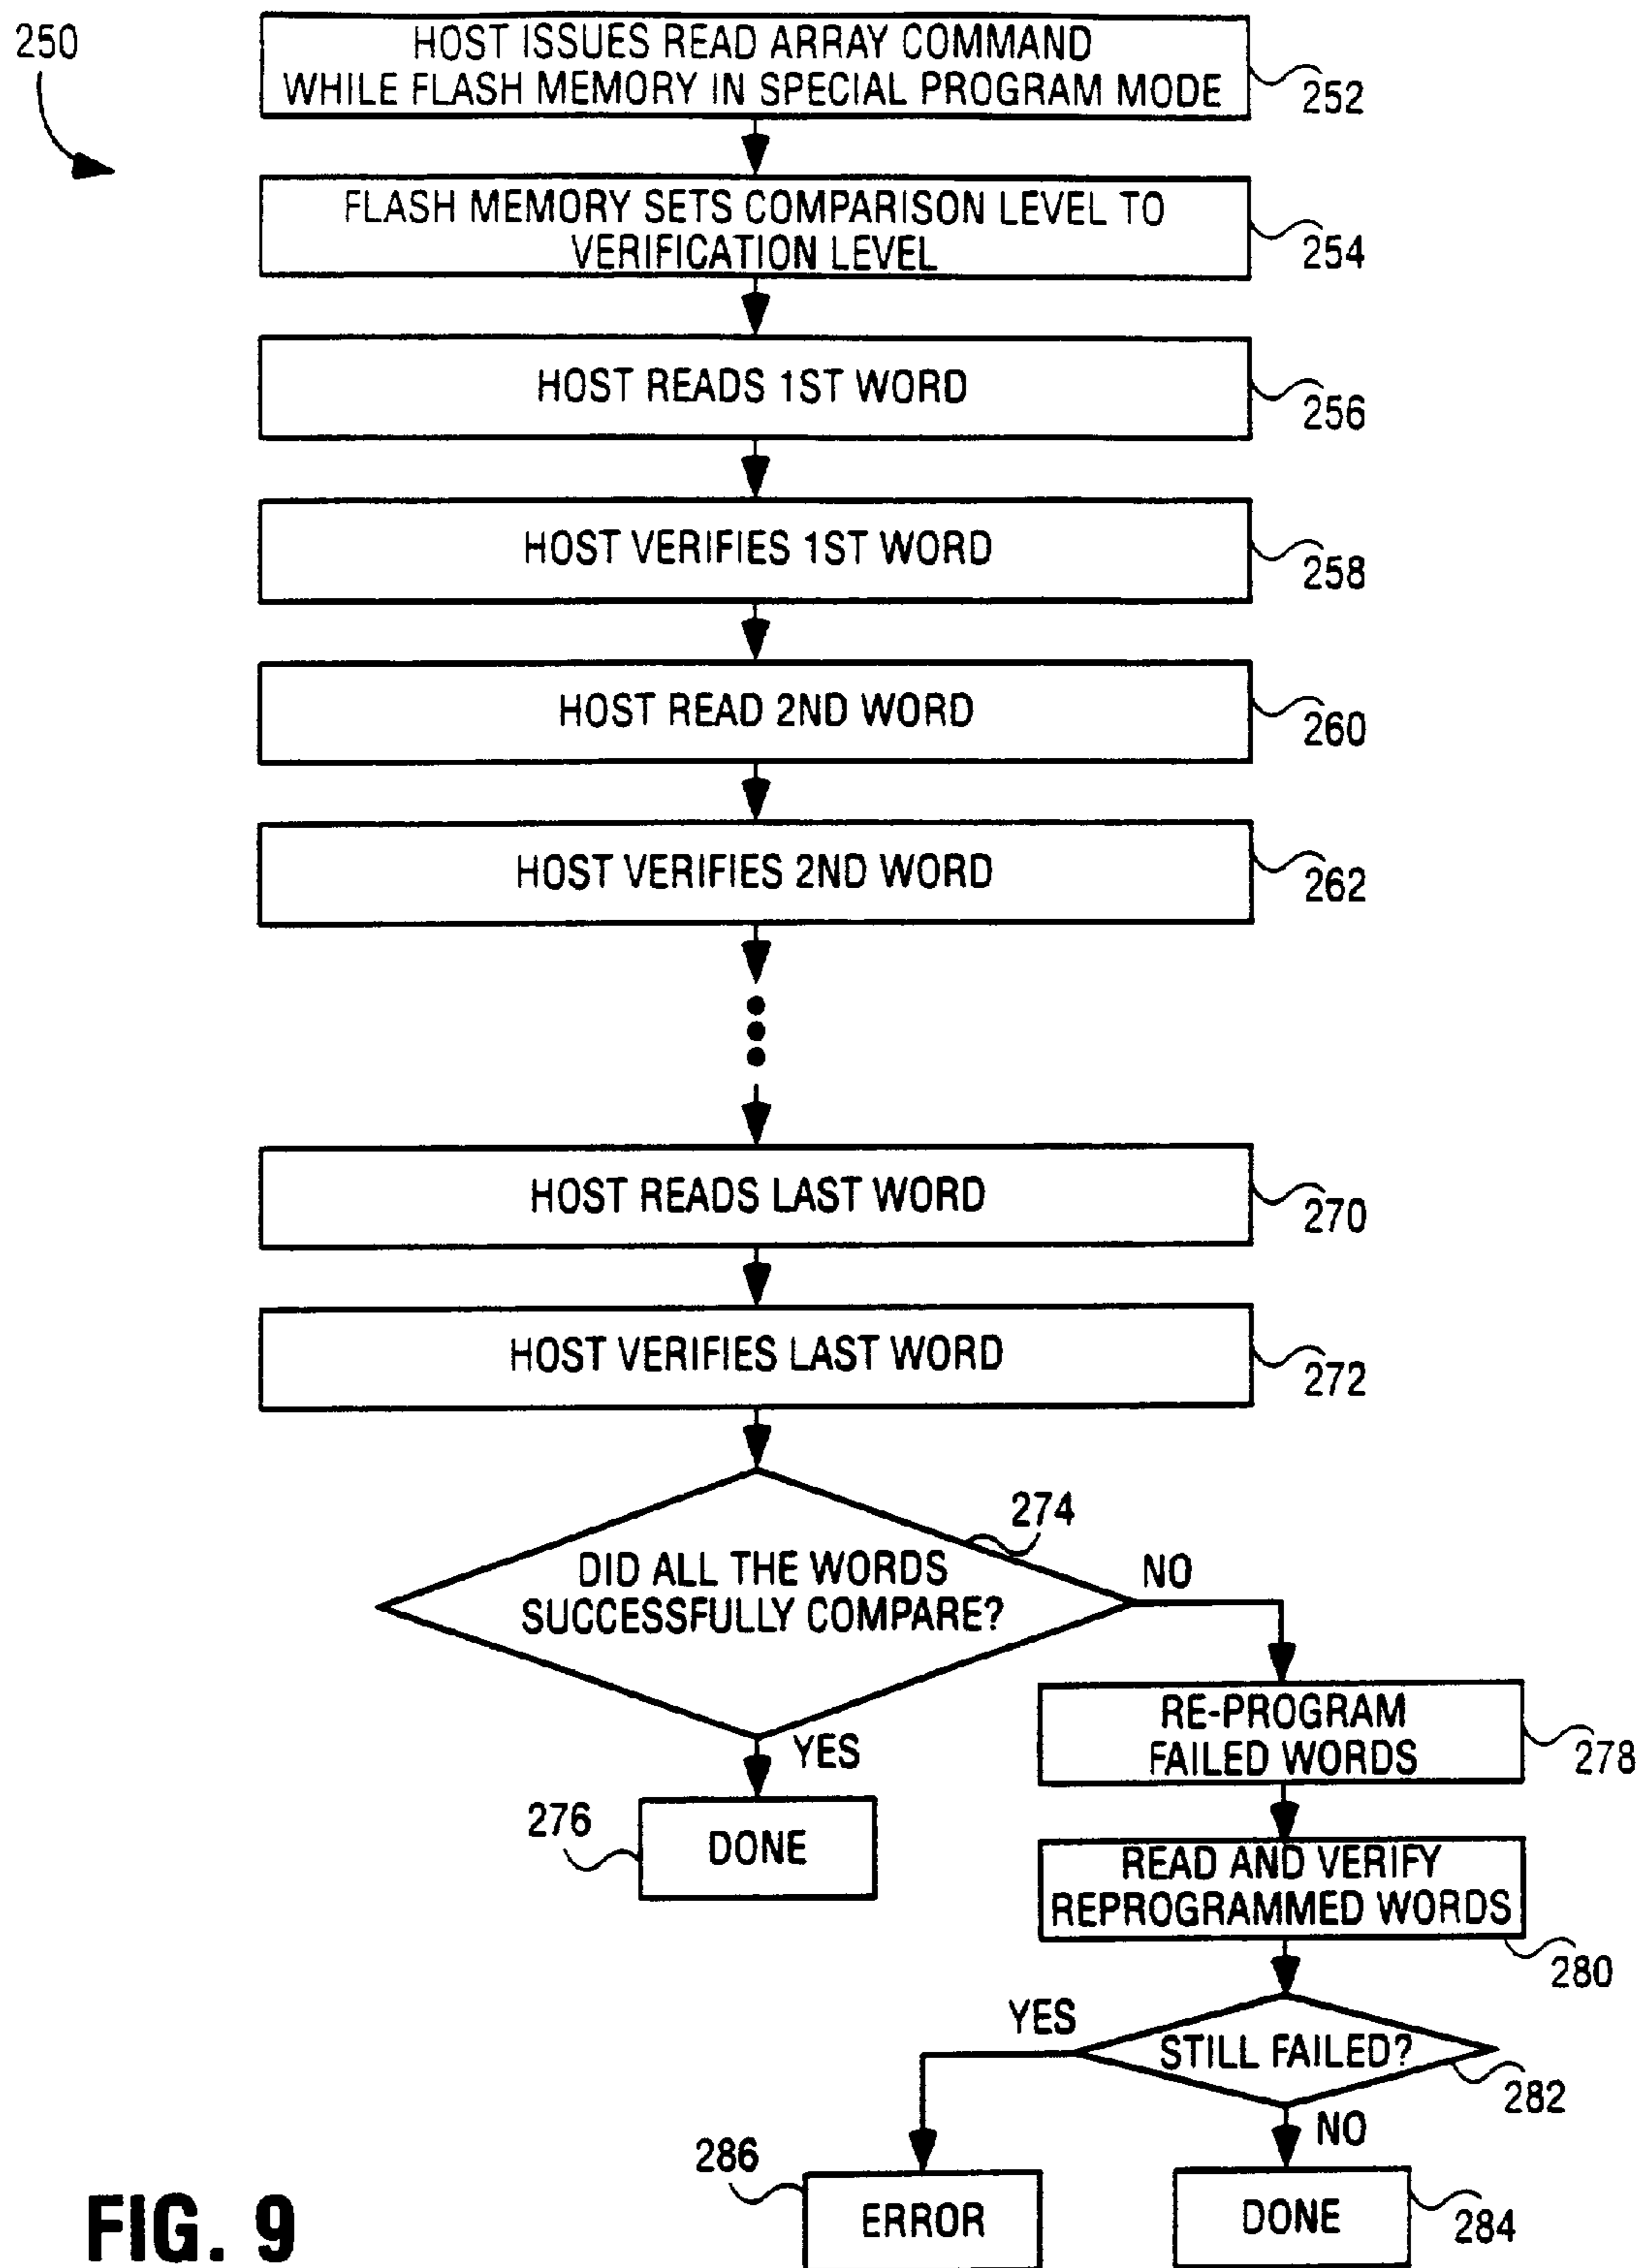 250
HOST ISSUES READ ARRAY COMMAND
WHILE FLASH MEMORY IN SPECIAL PROGRAM MODE
252
FLASH MEMORY SETS COMPARISON LEVEL TO
VERIFICATION LEVEL
254
HOST READS 1ST WORD
256
HOST VERIFIES 1ST WORD
258
HOST READ 2ND WORD
260
HOST VERIFIES 2ND WORD
262
HOST READS LAST WORD
270
HOST VERIFIES LAST WORD
272
274
DID ALL THE WORDS
SUCCESSFULLY COMPARE?
NO
YES
RE-PROGRAM
FAILED WORDS
278
276
DONE
READ AND VERIFY
REPROGRAMMED WORDS
280
YES
STILL FAILED?
282
NO
286
ERROR
DONE
284
FIG. 9